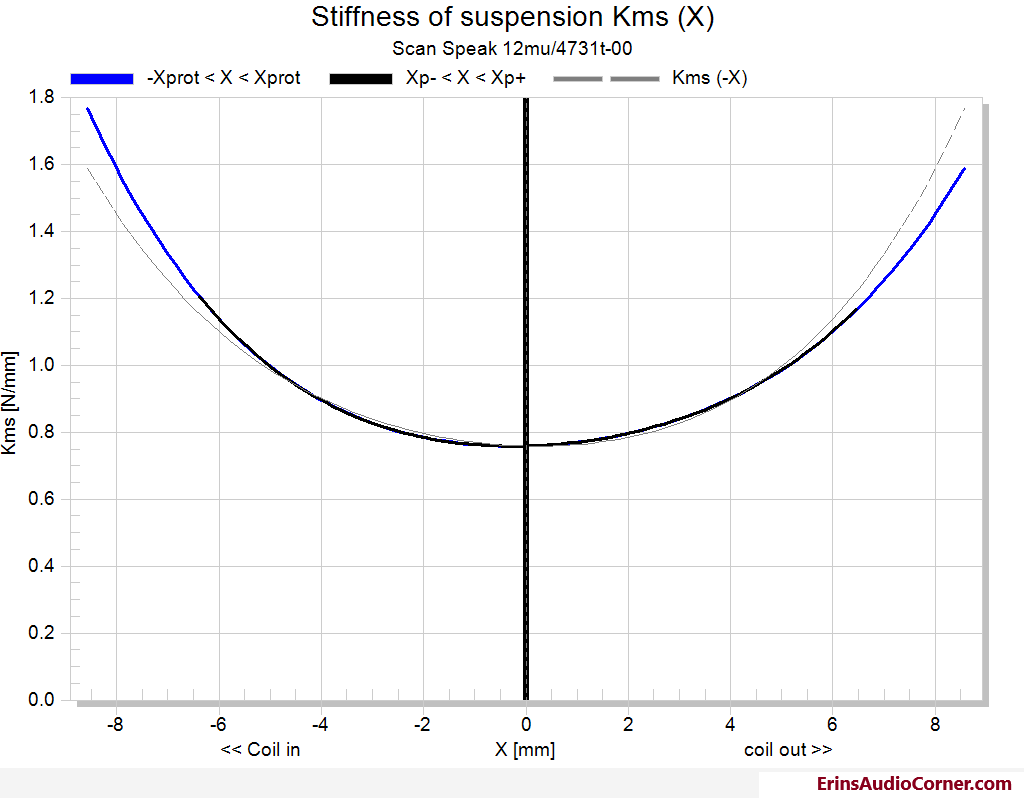 Stiffness of suspension Kms (X)
Scan Speak 12mu/4731t-00
-Xprot < X < Xprot Xp- < X < Xp+ Kms (-X)
1.8
1.6
1.4
1.2
1.0
0.8
0.6
0.4
0.2
0.0
Kms [N/mm]
-8 -6 -4 -2 0 2 4 6 8
<< Coil in X [mm] coil out >>
ErinsAudioCorner.com